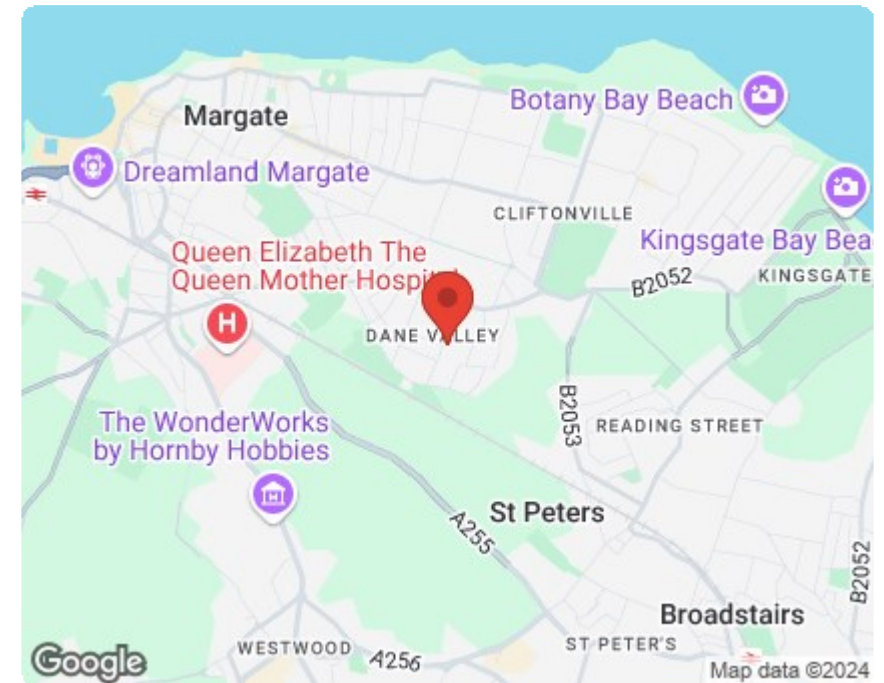 Margate
Botany Bay Beach
Dreamland Margate
CLIFTONVILLE
Kingsgate Bay Bea
Queen Elizabeth The
Queen Mother Hospital
B2052
KINGSGATE
H
DANE VALLEY
B2053
The WonderWorks
by Hornby Hobbies
READING STREET
St Peters
A255
B2052
Broadstairs
WESTWOOD
A256
ST PETER'S
Google
Map data ©2024